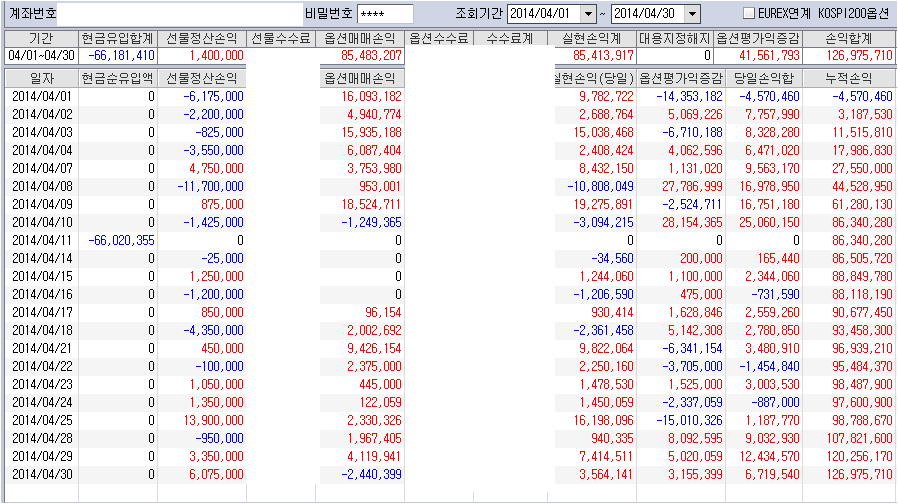 계좌번호 비밀번호 **** 조회기간 2014/04/01 ~ 2014/04/30 EUREX연계 KOSPI200옵션
기간 현금유입합계 선물정산손익 선물수수료 옵션매매손익 옵션수수료 수수료계 실현손익계 대용지정해지 옵션평가익증감 손익합계
04/01~04/30 -66,181,410 1,400,000 85,483,207 85,413,917 0 41,561,793 126,975,710
일자 현금순유입액 선물정산손익 옵션매매손익 실현손익(당일) 옵션평가익증감 당일손익합 누적손익
2014/04/01 0 -6,175,000 16,093,182 9,782,722 -14,353,182 -4,570,460 -4,570,460
2014/04/02 0 -2,200,000 4,940,774 2,688,764 5,069,226 7,757,990 3,187,530
2014/04/03 0 -825,000 15,935,188 15,038,468 -6,710,188 8,328,280 11,515,810
2014/04/04 0 -3,550,000 6,087,404 2,408,424 4,062,596 6,471,020 17,986,830
2014/04/07 0 4,750,000 3,753,980 8,432,150 1,131,020 9,563,170 27,550,000
2014/04/08 0 -11,700,000 953,001 -10,808,049 27,786,999 16,978,950 44,528,950
2014/04/09 0 875,000 18,524,711 19,275,891 -2,524,711 16,751,180 61,280,130
2014/04/10 0 -1,425,000 -1,249,365 -3,094,215 28,154,365 25,060,150 86,340,280
2014/04/11 -66,020,355 0 0 0 0 0 86,340,280
2014/04/14 0 -25,000 0 -34,560 200,000 165,440 86,505,720
2014/04/15 0 1,250,000 0 1,244,060 1,100,000 2,344,060 88,849,780
2014/04/16 0 -1,200,000 0 -1,206,590 475,000 -731,590 88,118,190
2014/04/17 0 850,000 96,154 930,414 1,628,846 2,559,260 90,677,450
2014/04/18 0 -4,350,000 2,002,692 -2,361,458 5,142,308 2,780,850 93,458,300
2014/04/21 0 450,000 9,426,154 9,822,064 -6,341,154 3,480,910 96,939,210
2014/04/22 0 -100,000 2,375,000 2,250,160 -3,705,000 -1,454,840 95,484,370
2014/04/23 0 1,050,000 445,000 1,478,530 1,525,000 3,003,530 98,487,900
2014/04/24 0 1,350,000 122,059 1,450,059 -2,337,059 -887,000 97,600,900
2014/04/25 0 13,900,000 2,330,326 16,198,096 -15,010,326 1,187,770 98,788,670
2014/04/28 0 -950,000 1,967,405 940,335 8,092,595 9,032,930 107,821,600
2014/04/29 0 3,350,000 4,119,941 7,414,511 5,020,059 12,434,570 120,256,170
2014/04/30 0 6,075,000 -2,440,399 3,564,141 3,155,399 6,719,540 126,975,710